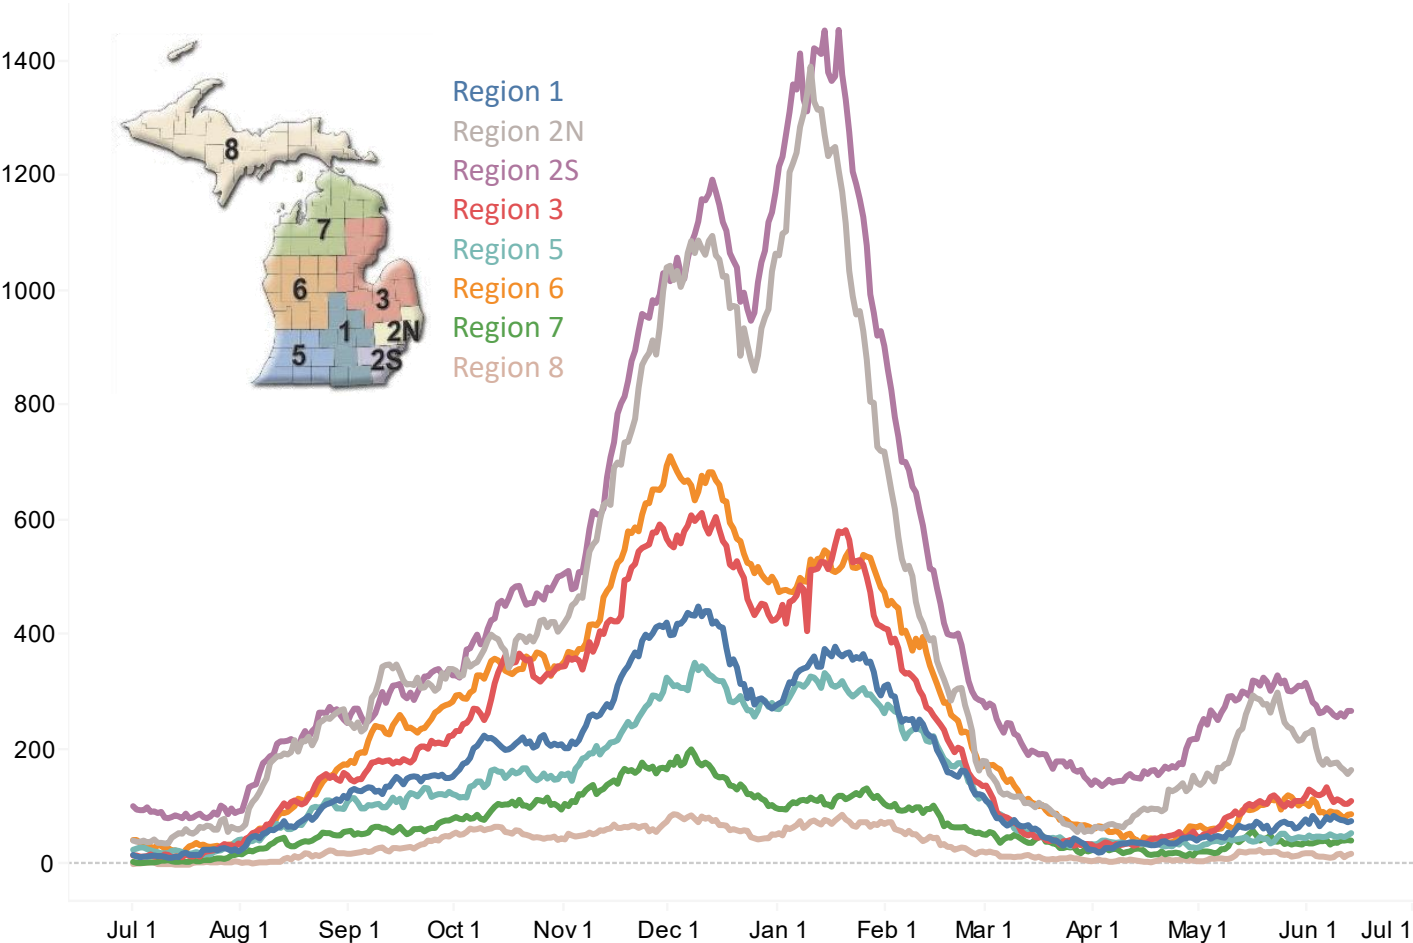 1400
1200
1000
800
600
400
200
0
Region 1
Region 2N
Region 2S
Region 3
Region 5
Region 6
Region 7
Region 8
8
7
6
3
1
2N
5
2S
Jul 1 Aug 1 Sep 1 Oct 1 Nov 1 Dec 1 Jan 1 Feb 1 Mar 1 Apr 1 May 1 Jun 1 Jul 1